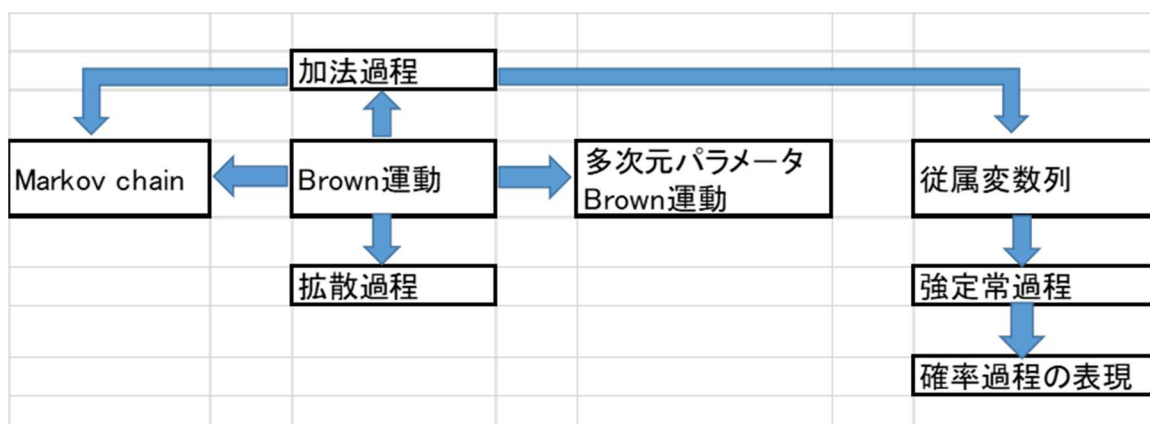 加法過程
Markov chain
Brown運動
多次元パラメータ
Brown運動
従属変数列
拡散過程
強定常過程
確率過程の表現